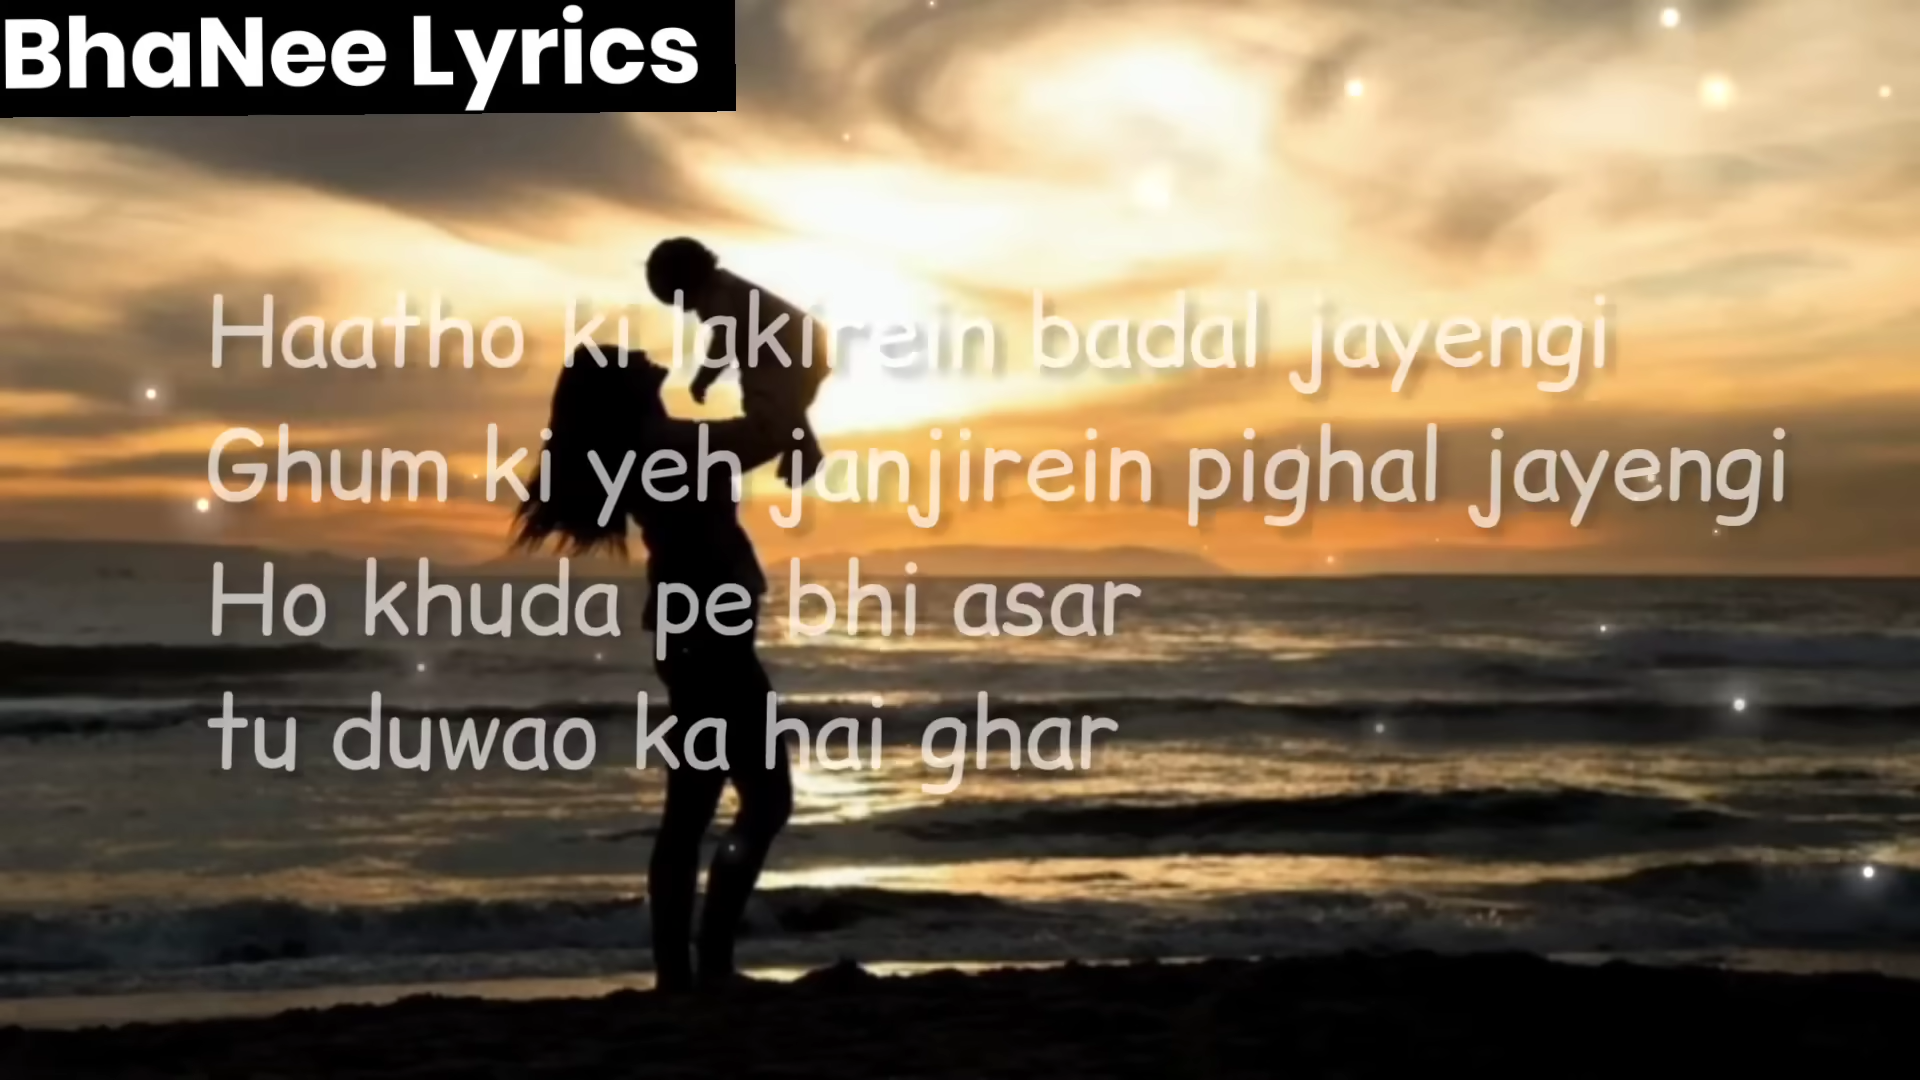 BhaNee Lyrics
Haatho ki lakirein badal jayengi
Ghum ki yeh janjirein pighal jayengi
Ho khuda pe bhi asar
tu duwao ka hai ghar